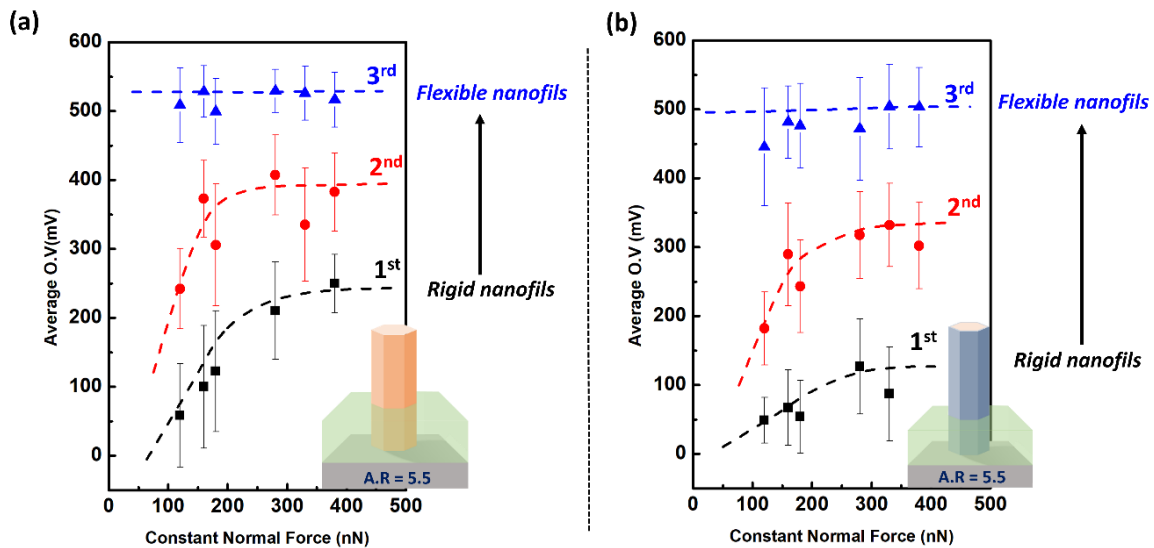 (a)
600
500
400
300
200
100
0
Average O.V(mV)
3rd
2nd
1st
Flexible nanofils
Rigid nanofils
A.R = 5.5
0 100 200 300 400 500
Constant Normal Force (nN)
(b)
600
500
400
300
200
100
0
Average O.V (mV)
3rd
2nd
1st
Flexible nanofils
Rigid nanofils
A.R = 5.5
0 100 200 300 400 500
Constant Normal Force (nN)